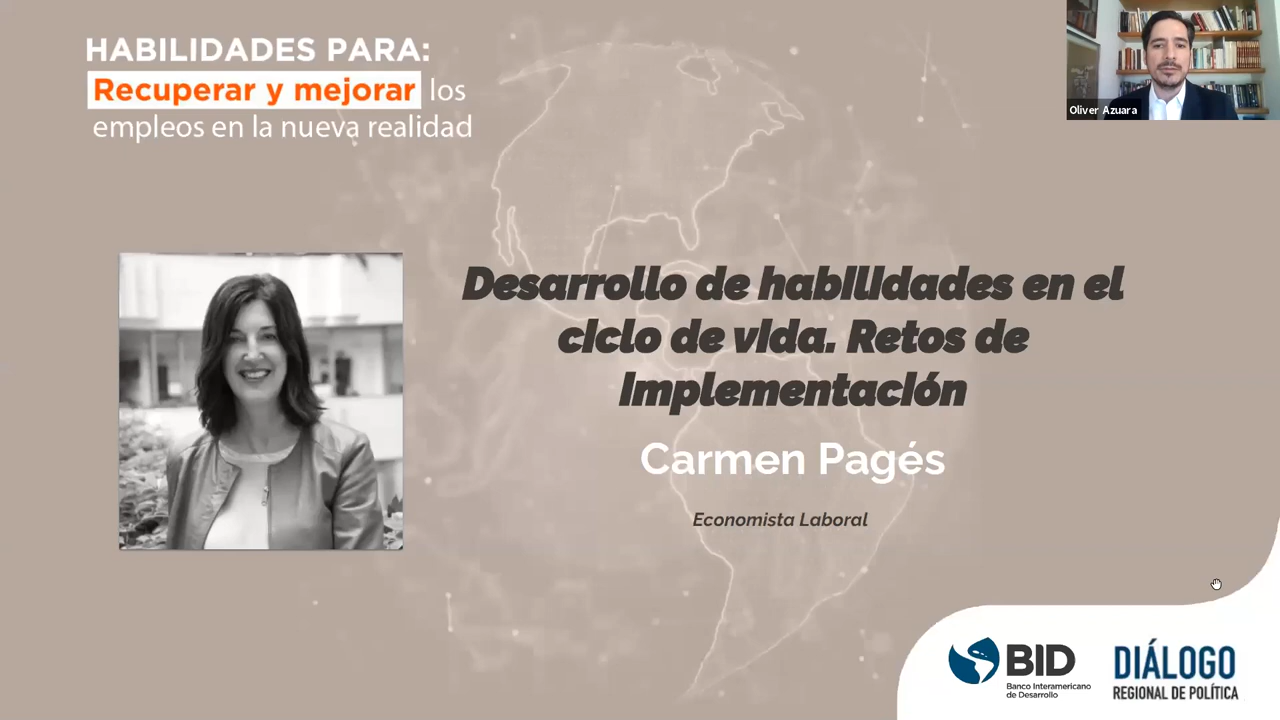 HABILIDADES PARA:
Recuperar y mejorar los
empleos en la nueva realidad
Oliver Azuara
Desarrollo de habilidades en el
ciclo de vida. Retos de
Implementación
Carmen Pagés
Economista Laboral
BID
Banco Interamericano
de Desarrollo
DIÁLOGO
REGIONAL DE POLÍTICA